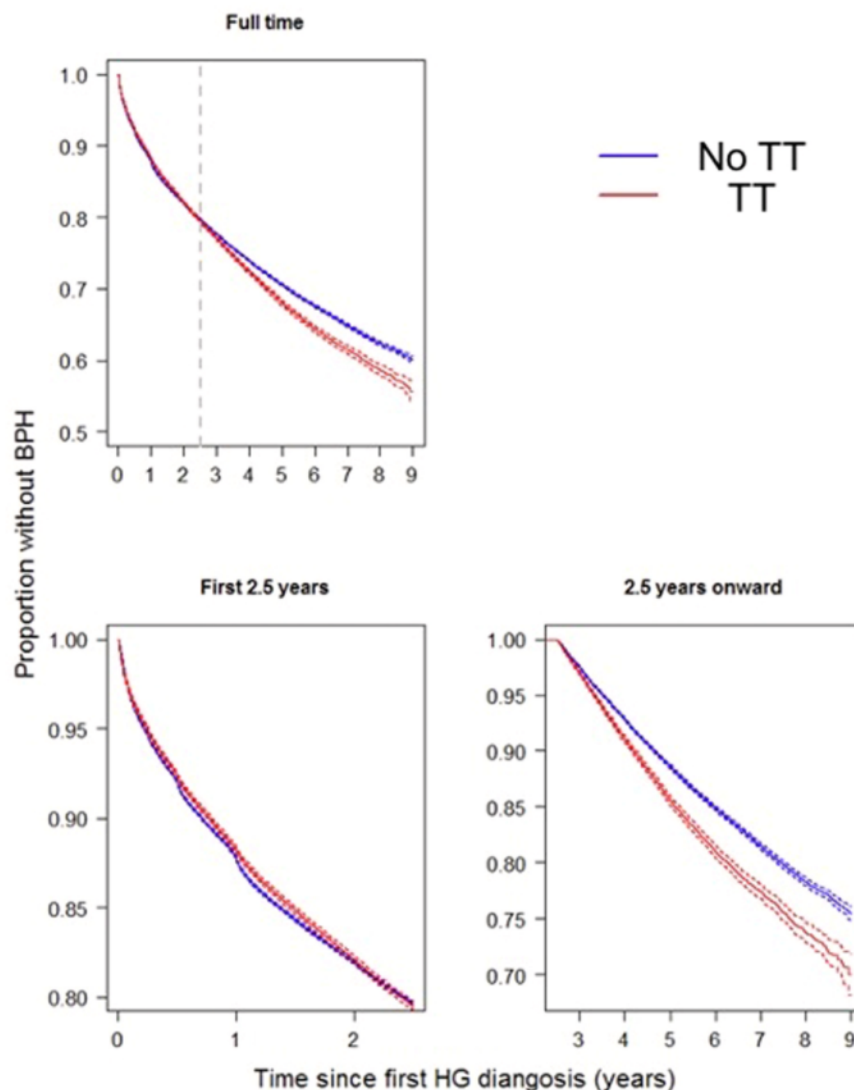 Full time
1.0
0.9
0.8
0.7
0.6
0.5
0 1 2 3 4 5 6 7 8 9
No TT
TT
Proportion without BPH
First 2.5 years
1.00
0.95
0.90
0.85
0.80
0 1 2
2.5 years onward
1.00
0.95
0.90
0.85
0.80
0.75
0.70
3 4 5 6 7 8 9
Time since first HG diangosis (years)